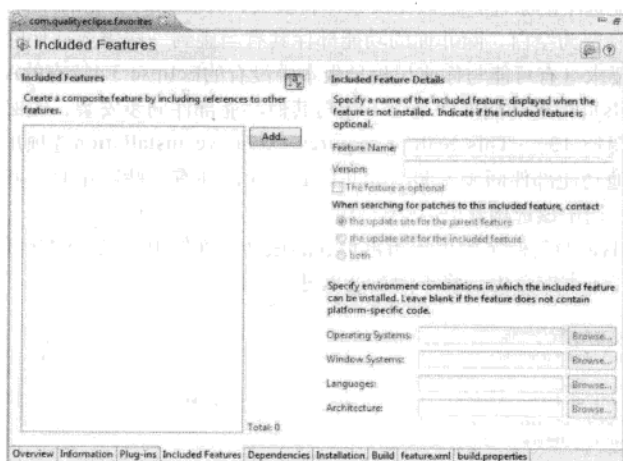 com.qualityeclipse.favorites
Included Features
Included Features
Create a composite feature by including references to other
features.
Add...
Total: 0
Included Feature Details
Specify a name of the included feature, displayed when the
feature is not installed. Indicate if the included feature is
optional.
Feature Name:
Version:
The feature is optional
When searching for patches to this included feature, contact
the update site for the parent feature
the update site for the included feature
both
Specify environment combinations in which the included feature
can be installed. Leave blank if the feature does not contain
platform-specific code.
Operating Systems:
Browse...
Window Systems:
Browse...
Languages:
Browse...
Architecture:
Browse...
Overview Information Plug-ins Included Features Dependencies Installation Build feature.xml build.properties